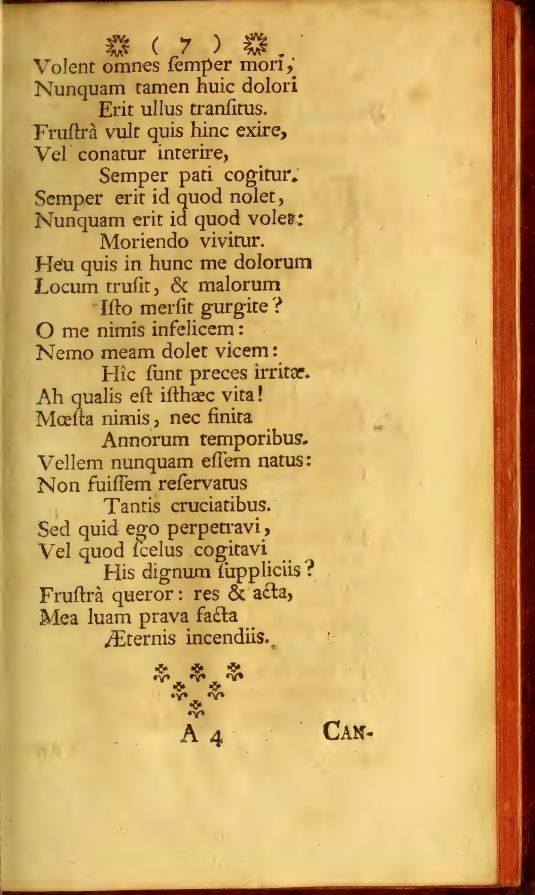 ( 7 )
Volent omnes ſemper mori,
Nunquam tamen huic dolori
Erit ullus tranſitus.
Fruſtrà vult quis hinc exire,
Vel conatur interire,
Semper pati cogitur.
Semper erit id quod nolet,
Nunquam erit id quod volet:
Moriendo vivitur.
Heu quis in hunc me dolorum
Locum truſit, & malorum
Iſto merſit gurgite?
O me nimis infelicem:
Nemo meam dolet vicem:
Hîc ſunt preces irritæ.
Ah qualis eſt iſthæc vita!
Mœſta nimis, nec finita
Annorum temporibus.
Vellem nunquam eſſem natus:
Non fuiſſem reſervatus
Tantis cruciatibus.
Sed quid ego perpetravi,
Vel quod ſcelus cogitavi
His dignum ſuppliciis?
Fruſtrà queror: res & acta,
Mea luam prava facta
Æternis incendiis.
A 4 CAN-